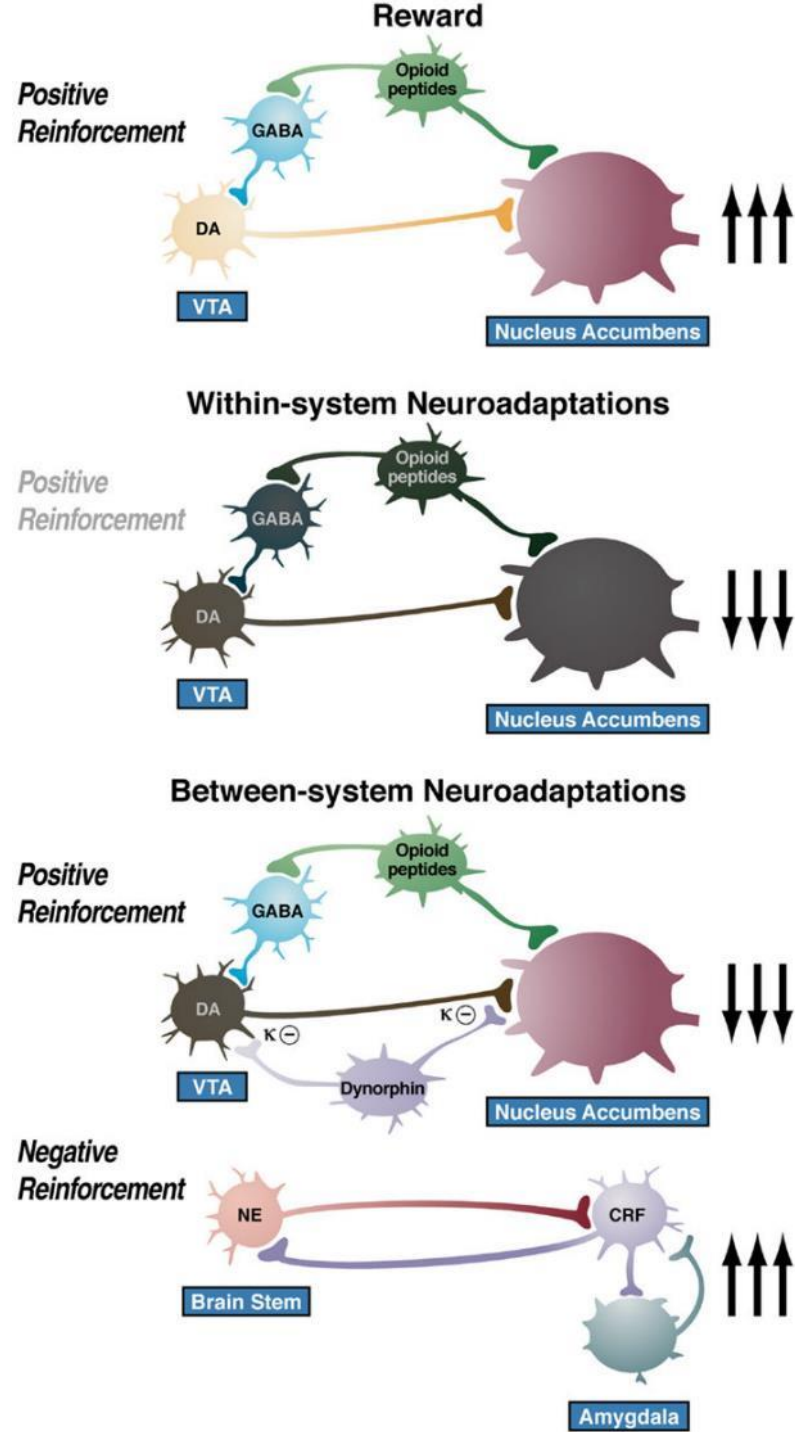 Reward
Positive
Reinforcement
Opioid
peptides
GABA
DA
VTA
Nucleus Accumbens
Within-system Neuroadaptations
Positive
Reinforcement
Opioid
peptides
GABA
DA
VTA
Nucleus Accumbens
Between-system Neuroadaptations
Positive
Reinforcement
Opioid
peptides
GABA
DA
κ⊖
κ⊖
Dynorphin
VTA
Nucleus Accumbens
Negative
Reinforcement
NE
CRF
Brain Stem
Amygdala